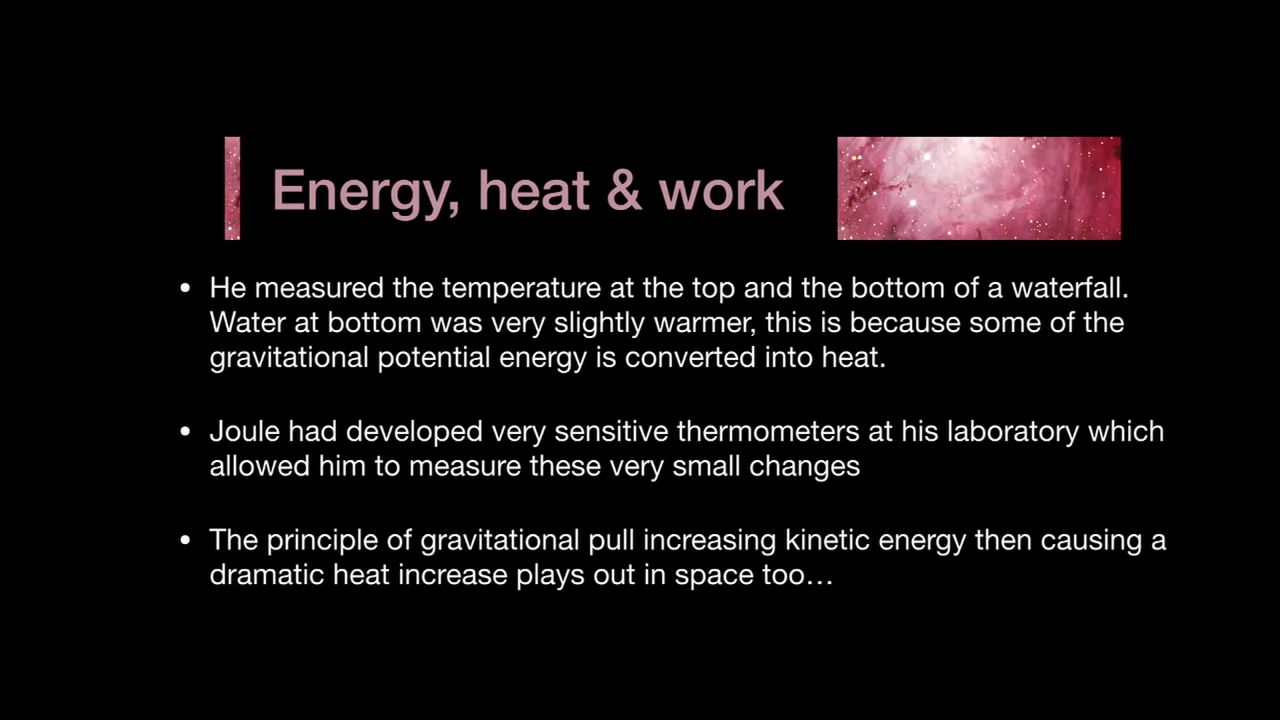 Energy, heat & work
• He measured the temperature at the top and the bottom of a waterfall.
Water at bottom was very slightly warmer, this is because some of the
gravitational potential energy is converted into heat.
• Joule had developed very sensitive thermometers at his laboratory which
allowed him to measure these very small changes
• The principle of gravitational pull increasing kinetic energy then causing a
dramatic heat increase plays out in space too…